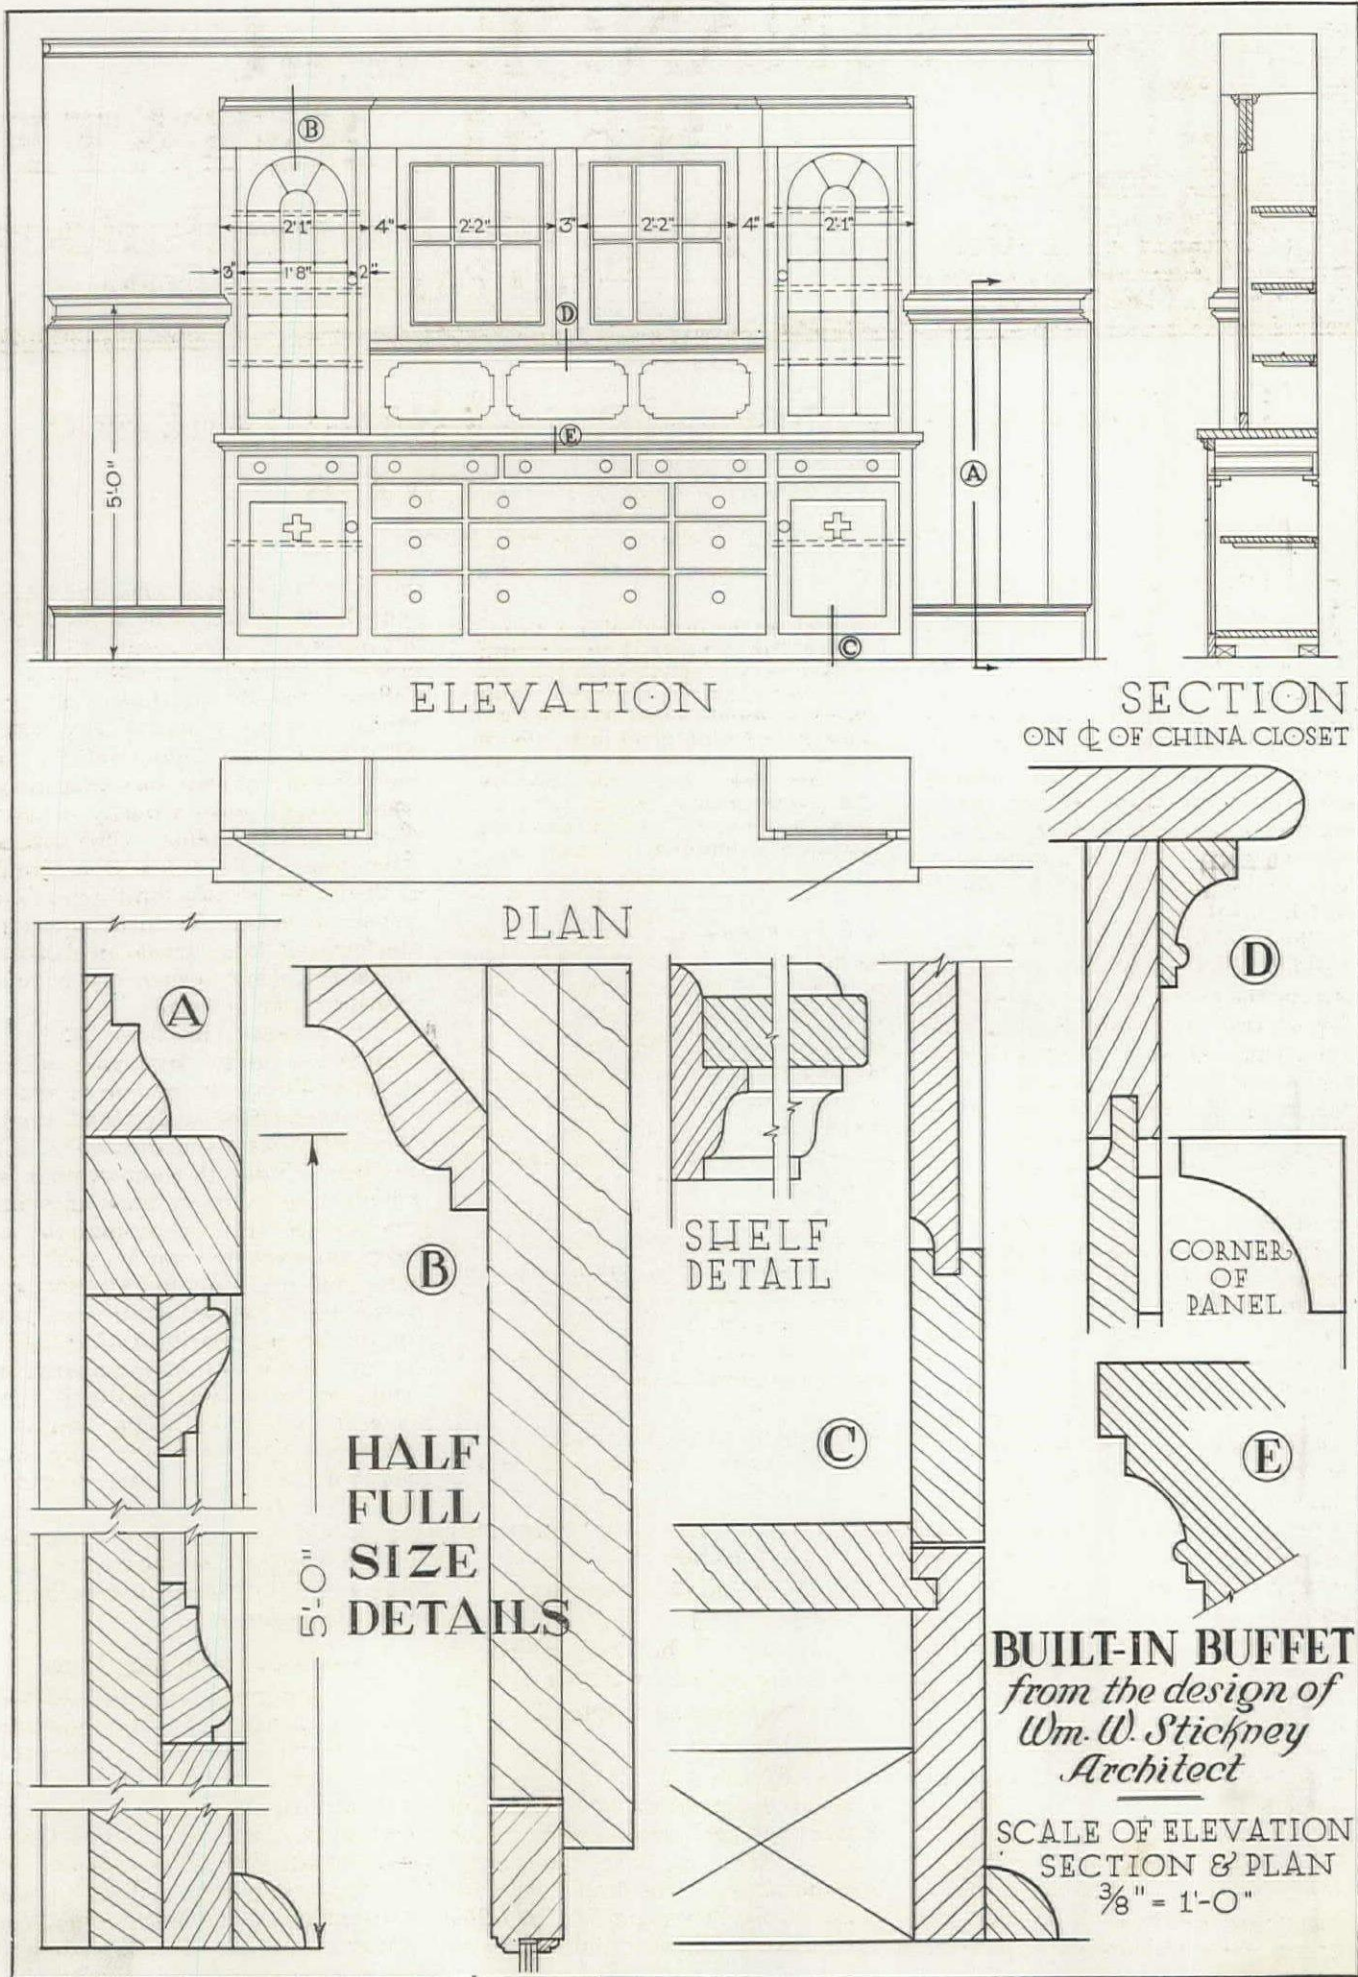 B
2'1"
4"
2'-2"
3"
2'-2"
4"
2'-1"
3"
1'8"
2"
D
E
5'-0"
A
C
ELEVATION
SECTION
ON ℄ OF CHINA CLOSET
PLAN
A
B
SHELF
DETAIL
D
CORNER
OF
PANEL
C
E
HALF
FULL
SIZE
DETAILS
5'-0"
BUILT-IN BUFFET
from the design of
Wm. W. Stickney
Architect
SCALE OF ELEVATION
SECTION & PLAN
3/8" = 1'-0"